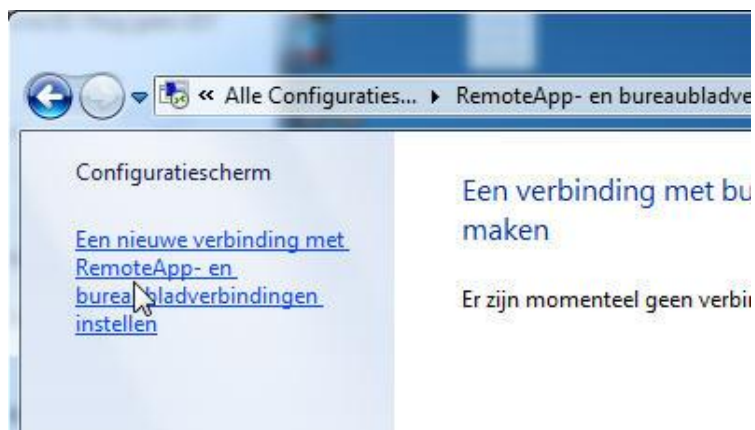 « Alle Configuraties... ▸ RemoteApp- en bureaubladve
Configuratiescherm
Een nieuwe verbinding met
RemoteApp- en
bureaubladverbindingen
instellen
Een verbinding met bu
maken
Er zijn momenteel geen verbi